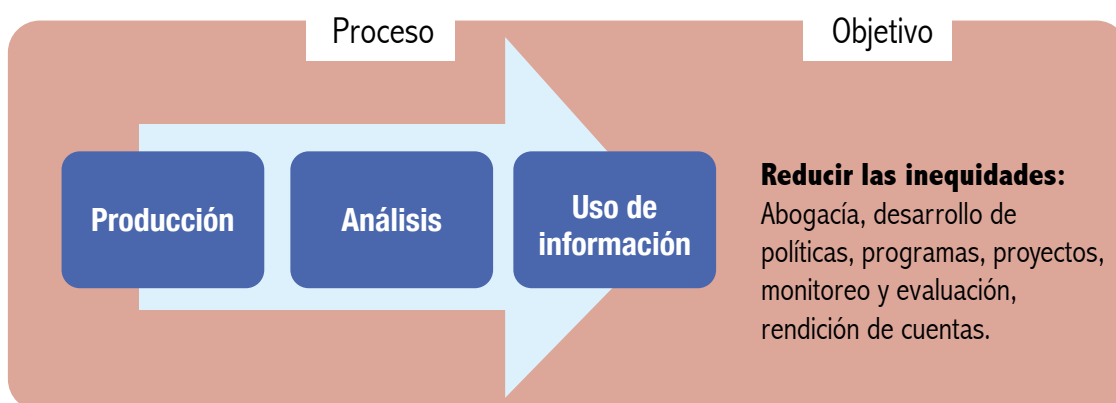 Proceso
Objetivo
Producción
Análisis
Uso de
información
Reducir las inequidades:
Abogacía, desarrollo de
políticas, programas, proyectos,
monitoreo y evaluación,
rendición de cuentas.